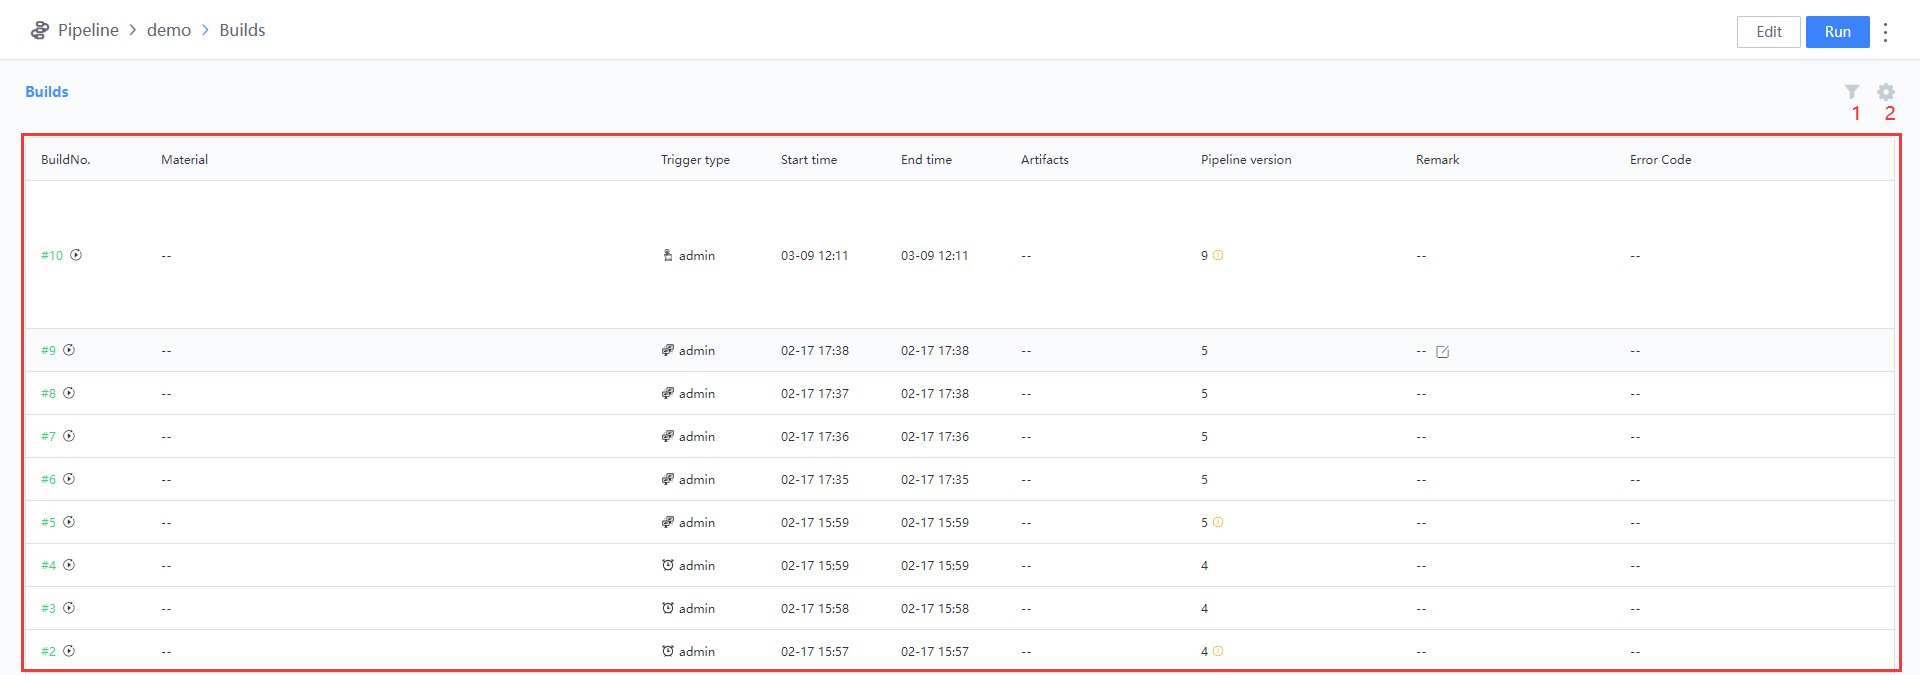 Pipeline > demo > Builds Edit Run
Builds
1 2
BuildNo. Material Trigger type Start time End time Artifacts Pipeline version Remark Error Code
#10 -- admin 03-09 12:11 03-09 12:11 -- 9 -- --
#9 -- admin 02-17 17:38 02-17 17:38 -- 5 -- --
#8 -- admin 02-17 17:37 02-17 17:38 -- 5 -- --
#7 -- admin 02-17 17:36 02-17 17:36 -- 5 -- --
#6 -- admin 02-17 17:35 02-17 17:35 -- 5 -- --
#5 -- admin 02-17 15:59 02-17 15:59 -- 5 -- --
#4 -- admin 02-17 15:59 02-17 15:59 -- 4 -- --
#3 -- admin 02-17 15:58 02-17 15:58 -- 4 -- --
#2 -- admin 02-17 15:57 02-17 15:57 -- 4 -- --